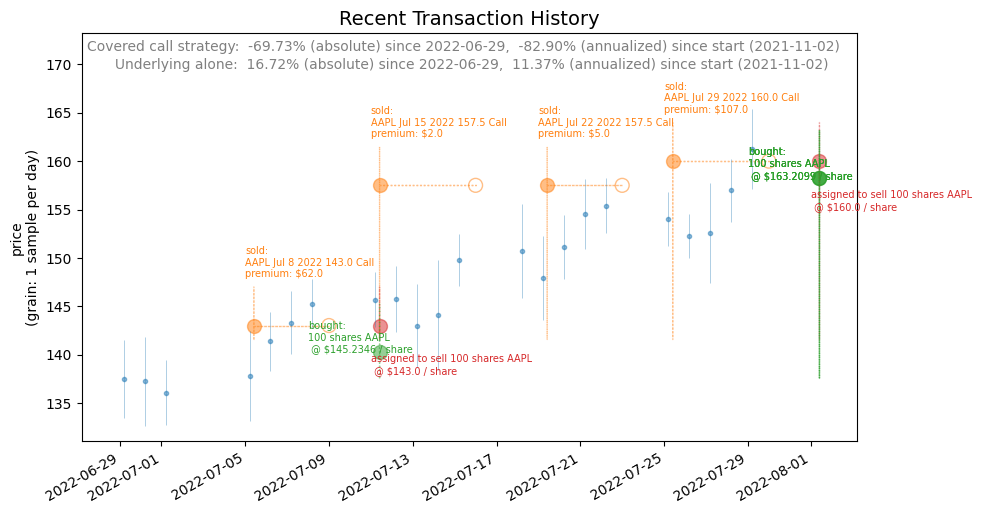 Recent Transaction History
Covered call strategy:  -69.73% (absolute) since 2022-06-29,  -82.90% (annualized) since start (2021-11-02)
Underlying alone:  16.72% (absolute) since 2022-06-29,  11.37% (annualized) since start (2021-11-02)
price
(grain: 1 sample per day)
170
165
160
155
150
145
140
135
sold:
AAPL Jul 8 2022 143.0 Call
premium: $62.0
bought:
100 shares AAPL
@ $145.2346 / share
assigned to sell 100 shares AAPL
@ $143.0 / share
sold:
AAPL Jul 15 2022 157.5 Call
premium: $2.0
sold:
AAPL Jul 22 2022 157.5 Call
premium: $5.0
sold:
AAPL Jul 29 2022 160.0 Call
premium: $107.0
bought:
100 shares AAPL
@ $163.2099 / share
assigned to sell 100 shares AAPL
@ $160.0 / share
2022-06-29
2022-07-01
2022-07-05
2022-07-09
2022-07-13
2022-07-17
2022-07-21
2022-07-25
2022-07-29
2022-08-01